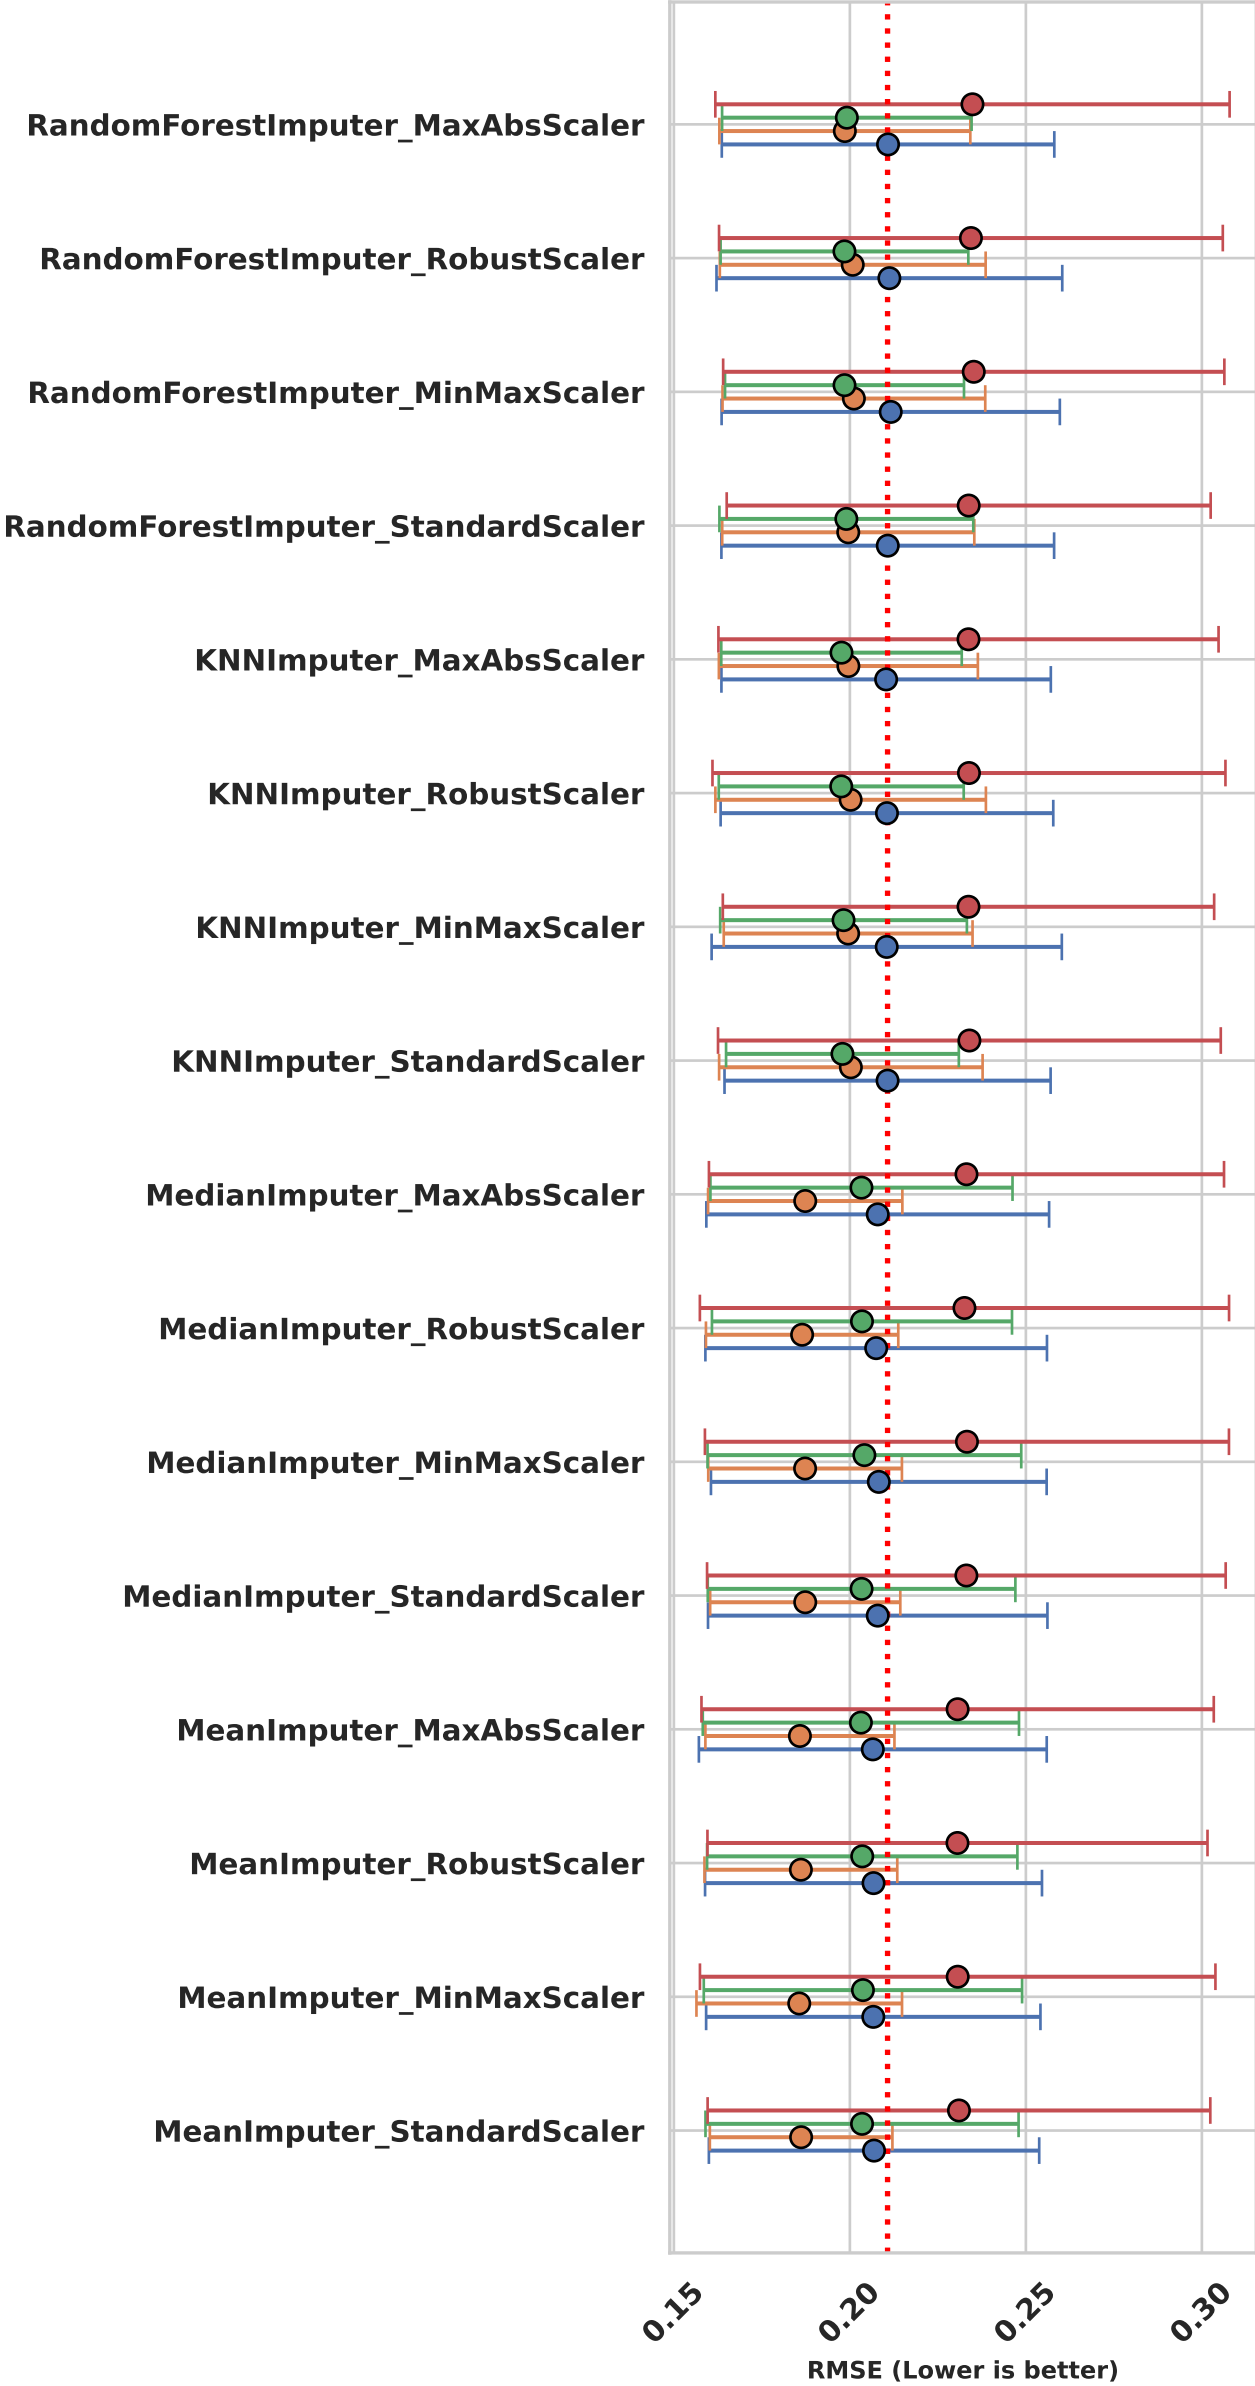 RandomForestImputer_MaxAbsScaler
RandomForestImputer_RobustScaler
RandomForestImputer_MinMaxScaler
RandomForestImputer_StandardScaler
KNNImputer_MaxAbsScaler
KNNImputer_RobustScaler
KNNImputer_MinMaxScaler
KNNImputer_StandardScaler
MedianImputer_MaxAbsScaler
MedianImputer_RobustScaler
MedianImputer_MinMaxScaler
MedianImputer_StandardScaler
MeanImputer_MaxAbsScaler
MeanImputer_RobustScaler
MeanImputer_MinMaxScaler
MeanImputer_StandardScaler
0.15 0.20 0.25 0.30
RMSE (Lower is better)